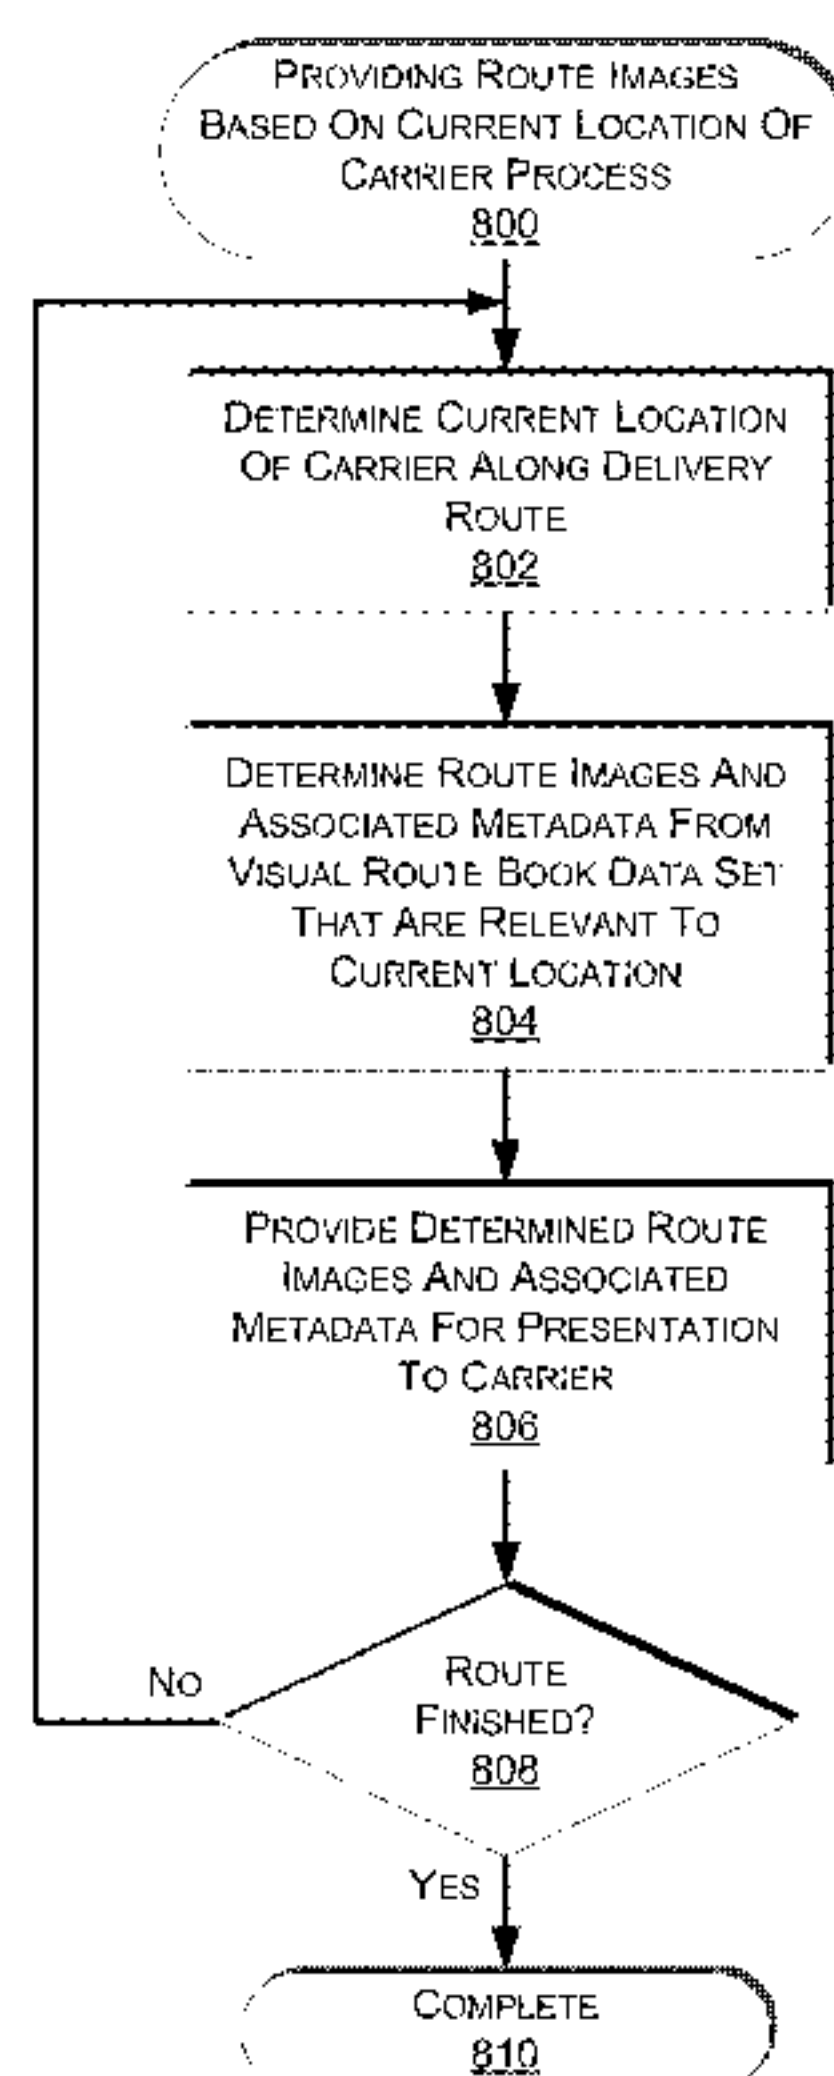 PROVIDING ROUTE IMAGES
BASED ON CURRENT LOCATION OF
CARRIER PROCESS
800
DETERMINE CURRENT LOCATION
OF CARRIER ALONG DELIVERY
ROUTE
802
DETERMINE ROUTE IMAGES AND
ASSOCIATED METADATA FROM
VISUAL ROUTE BOOK DATA SET
THAT ARE RELEVANT TO
CURRENT LOCATION
804
PROVIDE DETERMINED ROUTE
IMAGES AND ASSOCIATED
METADATA FOR PRESENTATION
TO CARRIER
806
NO
ROUTE
FINISHED?
808
YES
COMPLETE
810